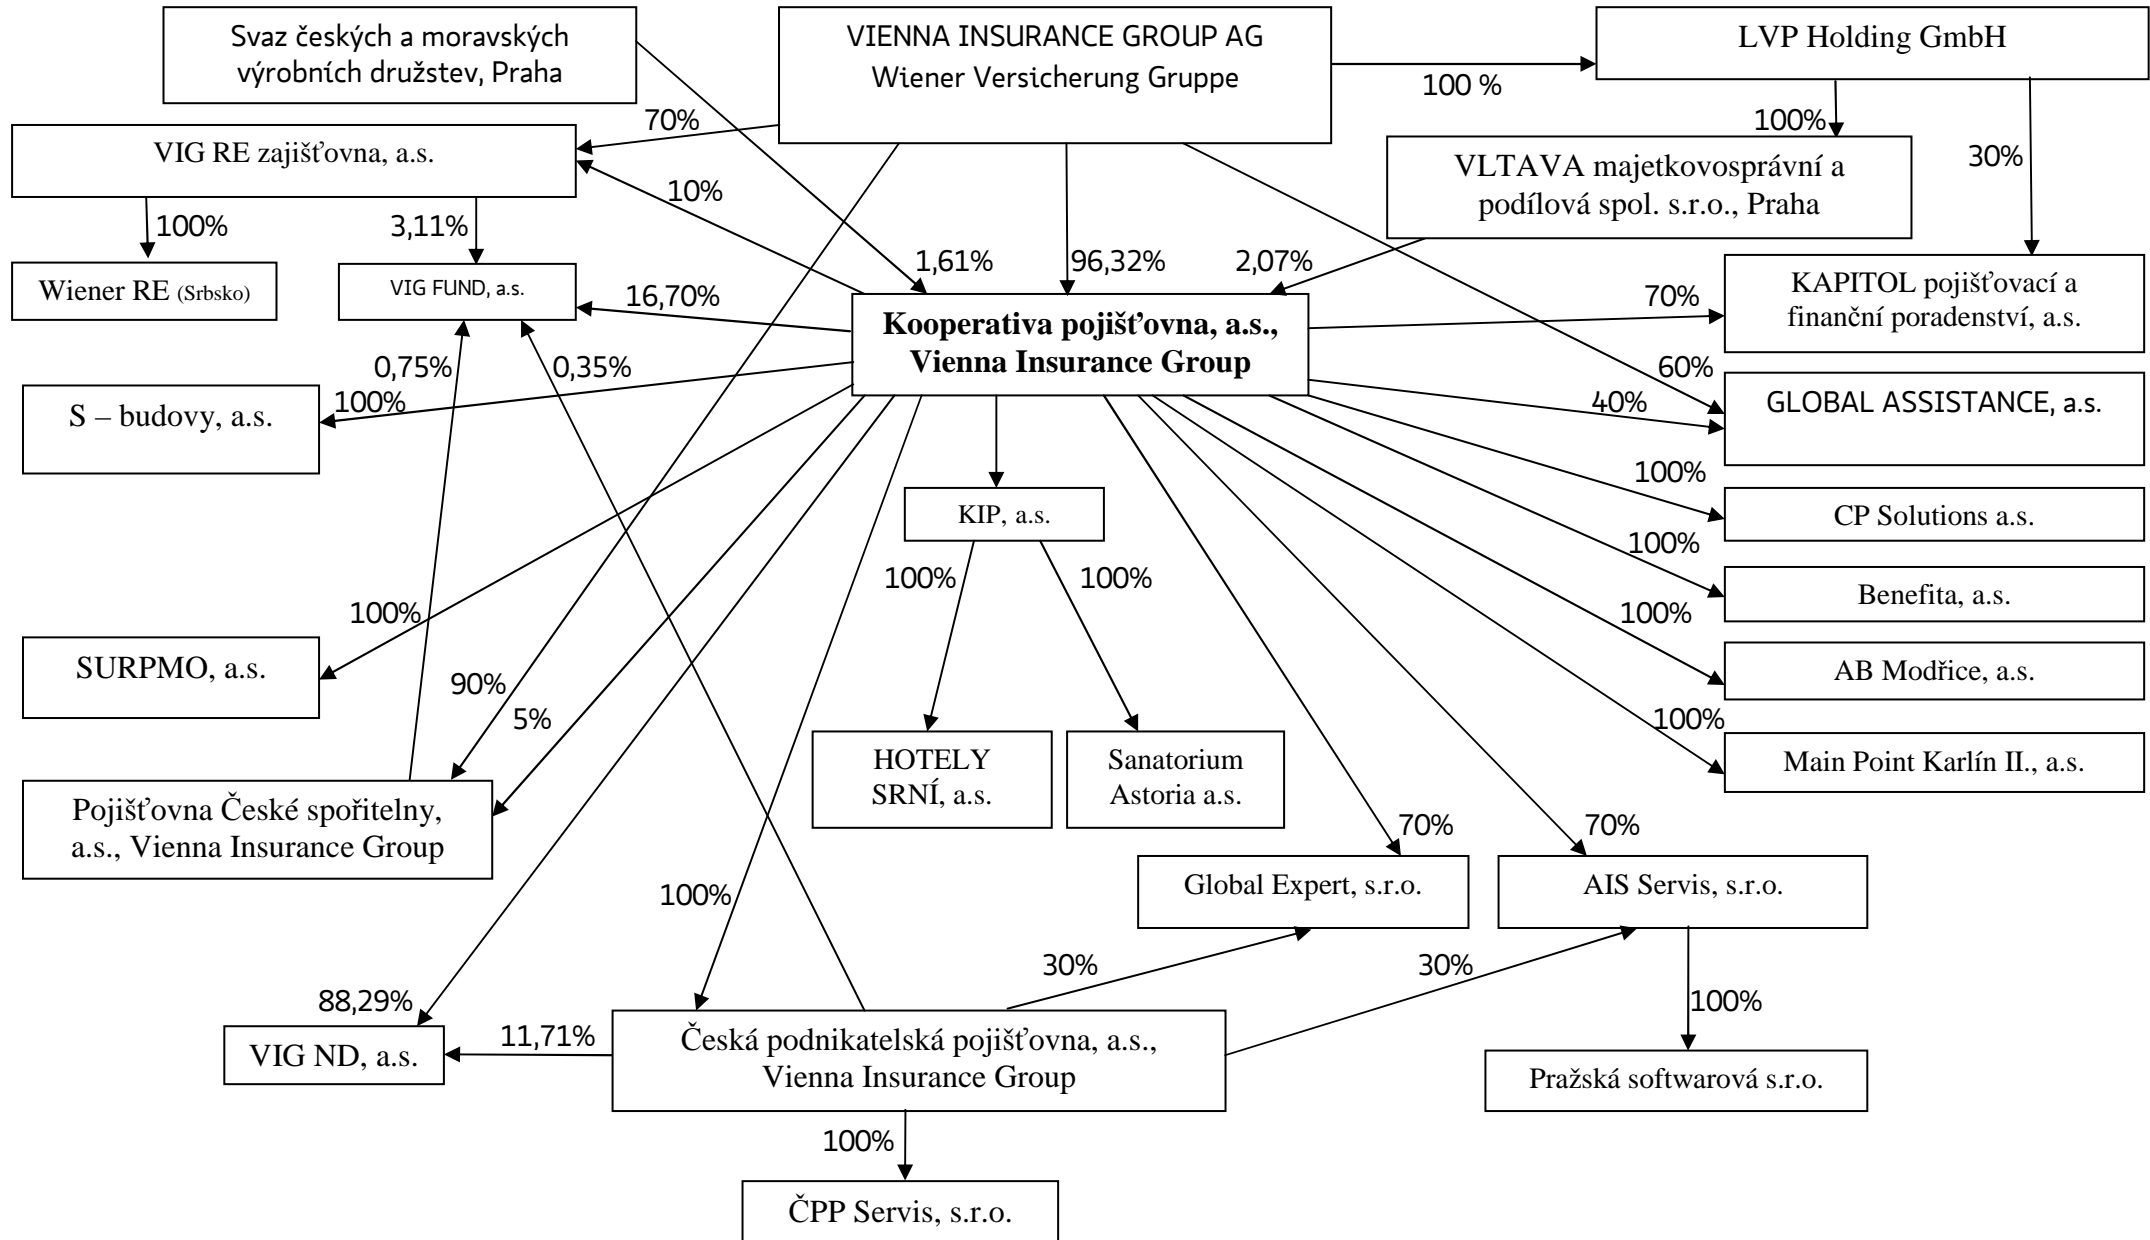 Svaz českých a moravských
výrobních družstev, Praha
VIENNA INSURANCE GROUP AG
Wiener Versicherung Gruppe
LVP Holding GmbH
100 %
70%
100%
30%
VIG RE zajišťovna, a.s.
VLTAVA majetkovosprávní a
podílová spol. s.r.o., Praha
10%
100%
3,11%
1,61%
96,32%
2,07%
Wiener RE (Srbsko)
VIG FUND, a.s.
16,70%
70%
KAPITOL pojišťovací a
finanční poradenství, a.s.
Kooperativa pojišťovna, a.s.,
Vienna Insurance Group
0,75%
0,35%
60%
S – budovy, a.s.
100%
40%
GLOBAL ASSISTANCE, a.s.
100%
KIP, a.s.
CP Solutions a.s.
100%
100%
100%
Benefita, a.s.
100%
100%
SURPMO, a.s.
AB Modřice, a.s.
90%
5%
100%
HOTELY
SRNÍ, a.s.
Sanatorium
Astoria a.s.
Main Point Karlín II., a.s.
Pojišťovna České spořitelny,
a.s., Vienna Insurance Group
70%
70%
100%
Global Expert, s.r.o.
AIS Servis, s.r.o.
30%
30%
88,29%
100%
VIG ND, a.s.
11,71%
Česká podnikatelská pojišťovna, a.s.,
Vienna Insurance Group
Pražská softwarová s.r.o.
100%
ČPP Servis, s.r.o.